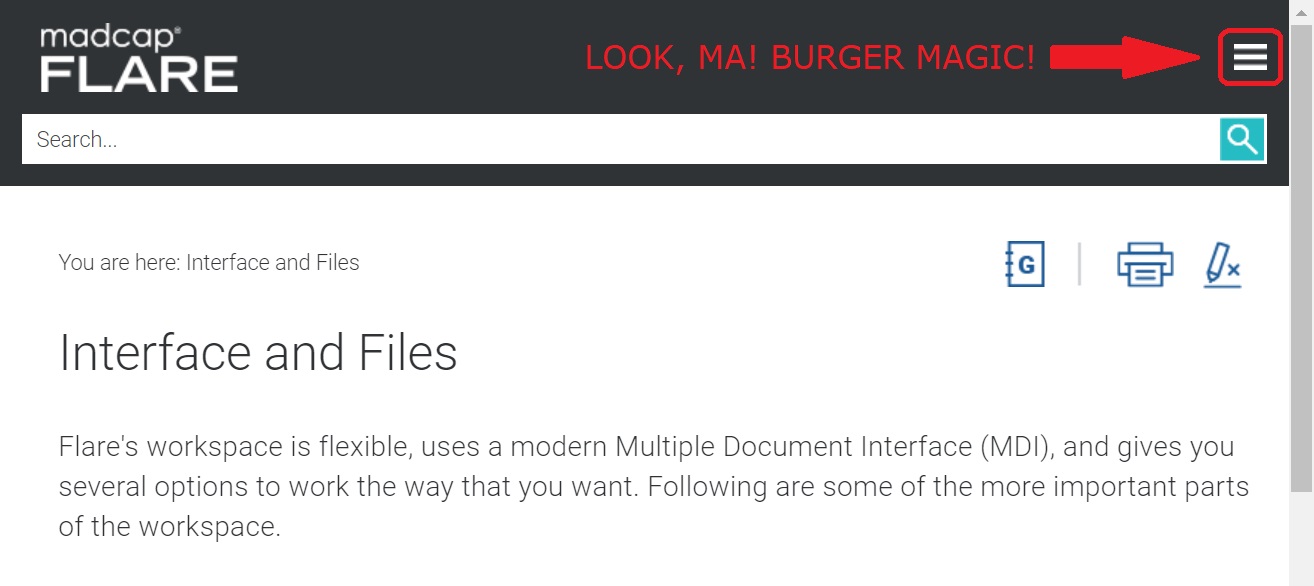 madcap®
FLARE
LOOK, MA! BURGER MAGIC!
Search...
You are here: Interface and Files
G
Interface and Files
Flare's workspace is flexible, uses a modern Multiple Document Interface (MDI), and gives you
several options to work the way that you want. Following are some of the more important parts
of the workspace.